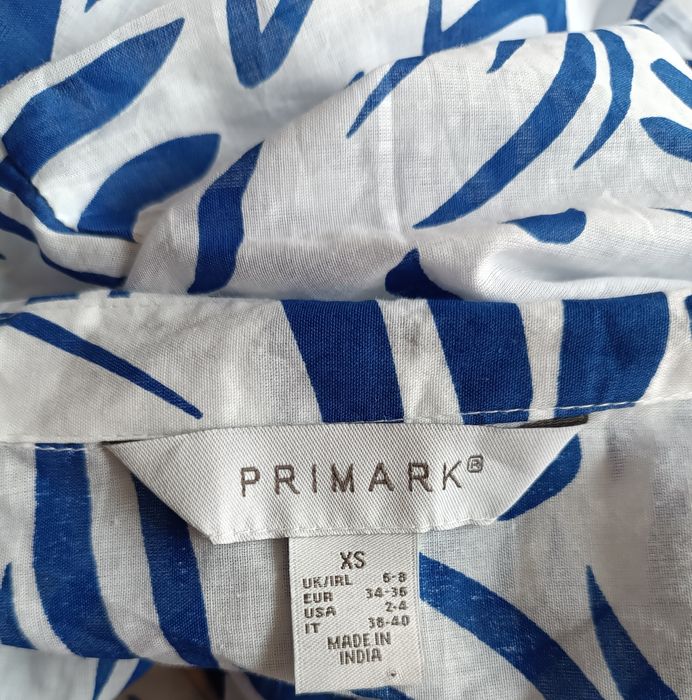 PRIMARK®
XS
UK/IRL 6-8
EUR 34-36
USA 2-4
IT 38-40
MADE IN
INDIA